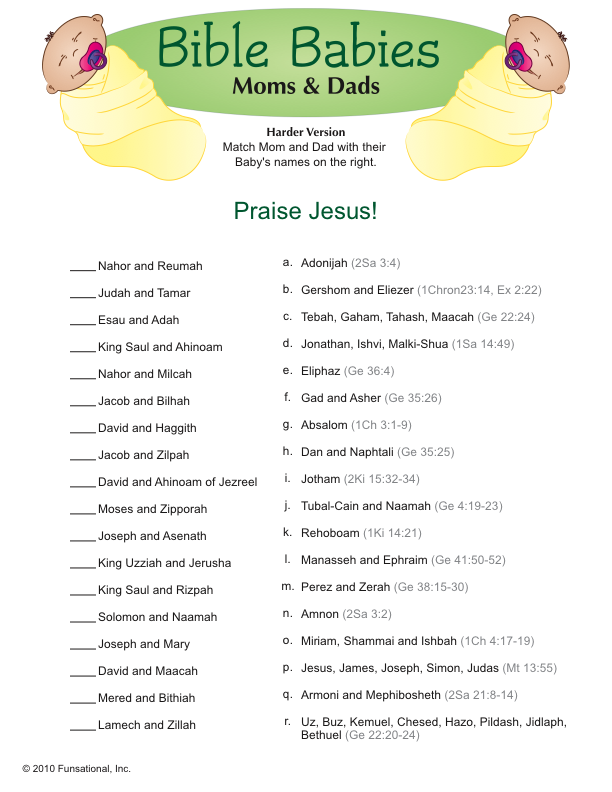 Bible Babies
Moms & Dads
Harder Version
Match Mom and Dad with their
Baby's names on the right.
Praise Jesus!
____ Nahor and Reumah
____ Judah and Tamar
____ Esau and Adah
____ King Saul and Ahinoam
____ Nahor and Milcah
____ Jacob and Bilhah
____ David and Haggith
____ Jacob and Zilpah
____ David and Ahinoam of Jezreel
____ Moses and Zipporah
____ Joseph and Asenath
____ King Uzziah and Jerusha
____ King Saul and Rizpah
____ Solomon and Naamah
____ Joseph and Mary
____ David and Maacah
____ Mered and Bithiah
____ Lamech and Zillah
a. Adonijah (2Sa 3:4)
b. Gershom and Eliezer (1Chron23:14, Ex 2:22)
c. Tebah, Gaham, Tahash, Maacah (Ge 22:24)
d. Jonathan, Ishvi, Malki-Shua (1Sa 14:49)
e. Eliphaz (Ge 36:4)
f. Gad and Asher (Ge 35:26)
g. Absalom (1Ch 3:1-9)
h. Dan and Naphtali (Ge 35:25)
i. Jotham (2Ki 15:32-34)
j. Tubal-Cain and Naamah (Ge 4:19-23)
k. Rehoboam (1Ki 14:21)
l. Manasseh and Ephraim (Ge 41:50-52)
m. Perez and Zerah (Ge 38:15-30)
n. Amnon (2Sa 3:2)
o. Miriam, Shammai and Ishbah (1Ch 4:17-19)
p. Jesus, James, Joseph, Simon, Judas (Mt 13:55)
q. Armoni and Mephibosheth (2Sa 21:8-14)
r. Uz, Buz, Kemuel, Chesed, Hazo, Pildash, Jidlaph,
Bethuel (Ge 22:20-24)
© 2010 Funsational, Inc.